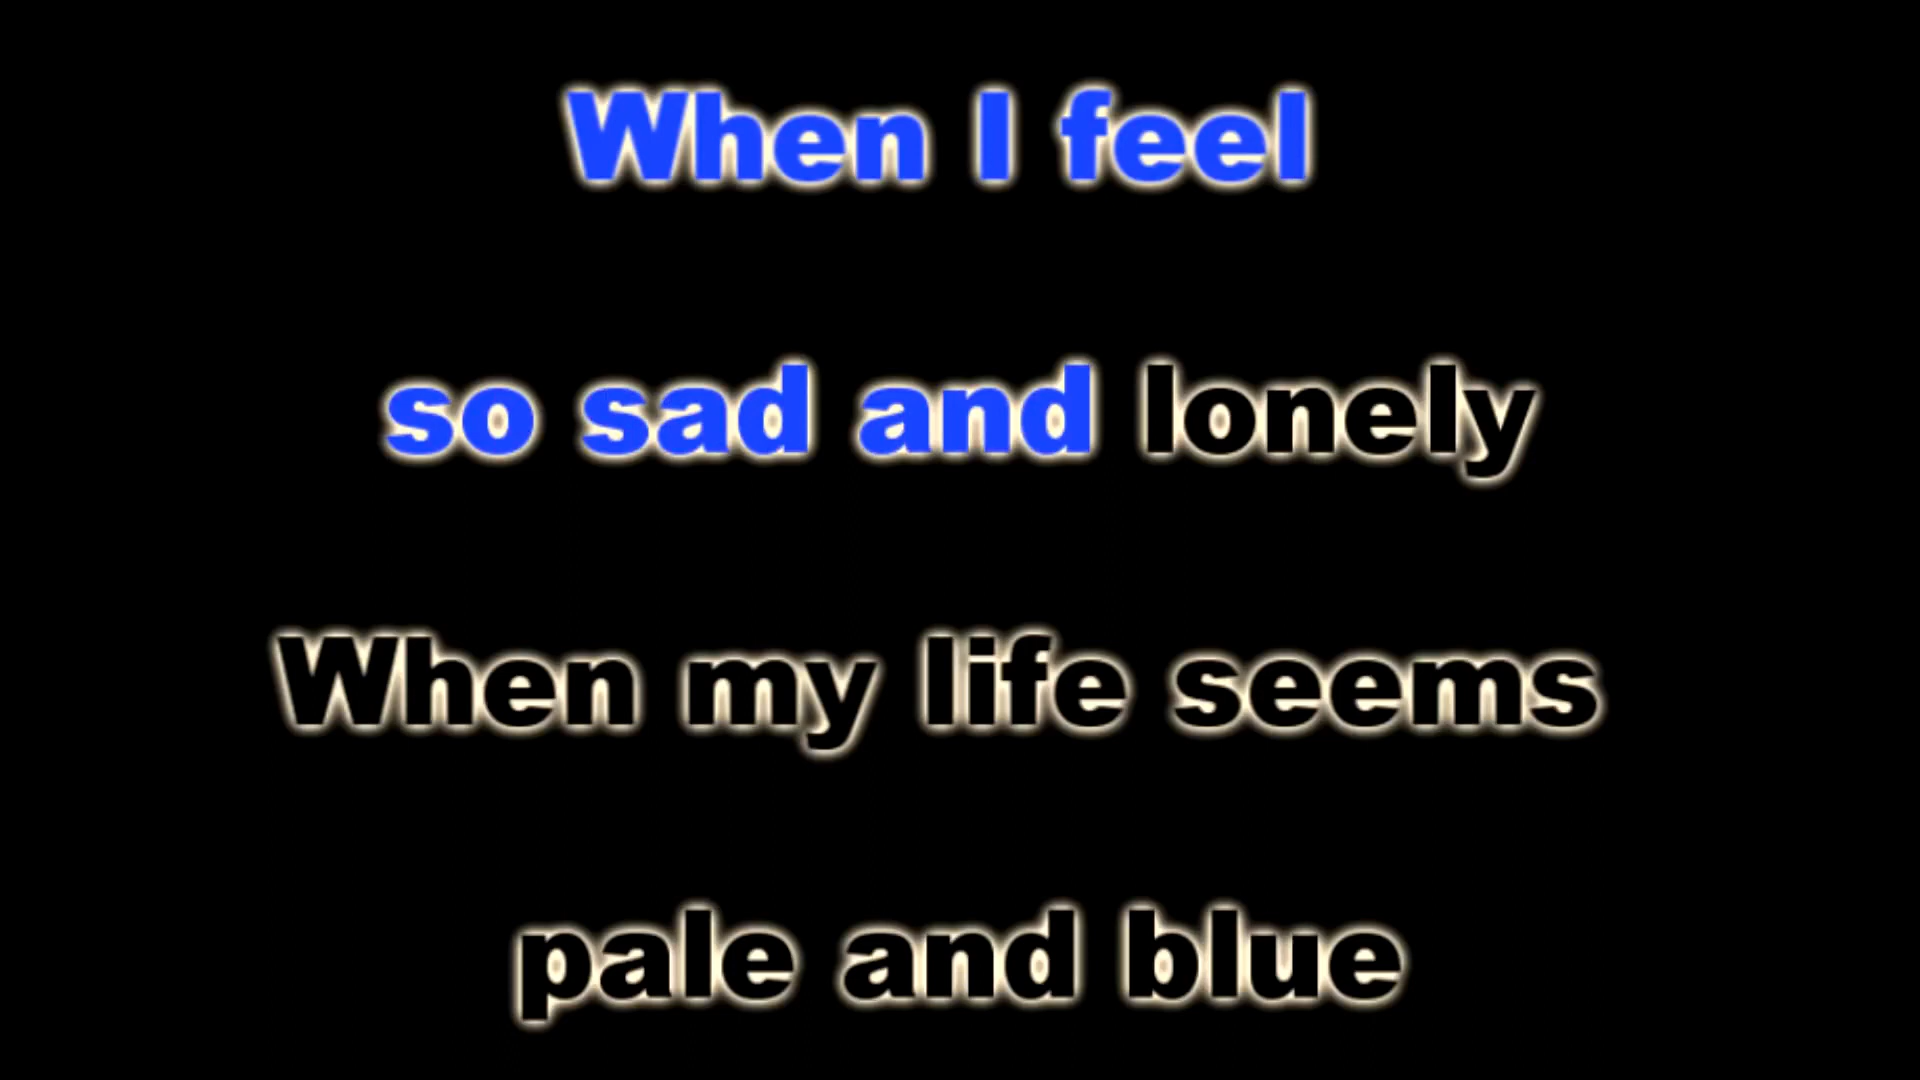 When I feel
so sad and lonely
When my life seems
pale and blue